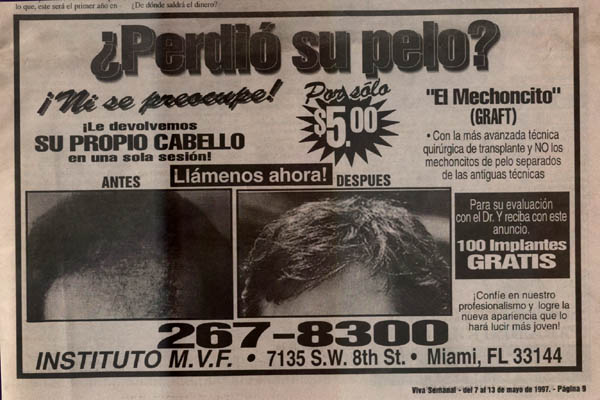 lo que, este será el primer año en
¿De dónde saldrá el dinero?
¿Perdió su pelo?
¡Ni se preocupe!
¡Le devolvemos
SU PROPIO CABELLO
en una sola sesión!
Por sólo
$5.00
"El Mechoncito"
(GRAFT)
• Con la más avanzada técnica
quirúrgica de transplante y NO los
mechoncitos de pelo separados
de las antiguas técnicas
ANTES
Llámenos ahora!
DESPUES
Para su evaluación
con el Dr. Y reciba con este
anuncio.
100 Implantes
GRATIS
¡Confíe en nuestro
profesionalismo y logre la
nueva apariencia que lo
hará lucir más joven!
267-8300
INSTITUTO M.V.F. • 7135 S.W. 8th St. • Miami, FL 33144
Viva Semanal - del 7 al 13 de mayo de 1997. - Página 9